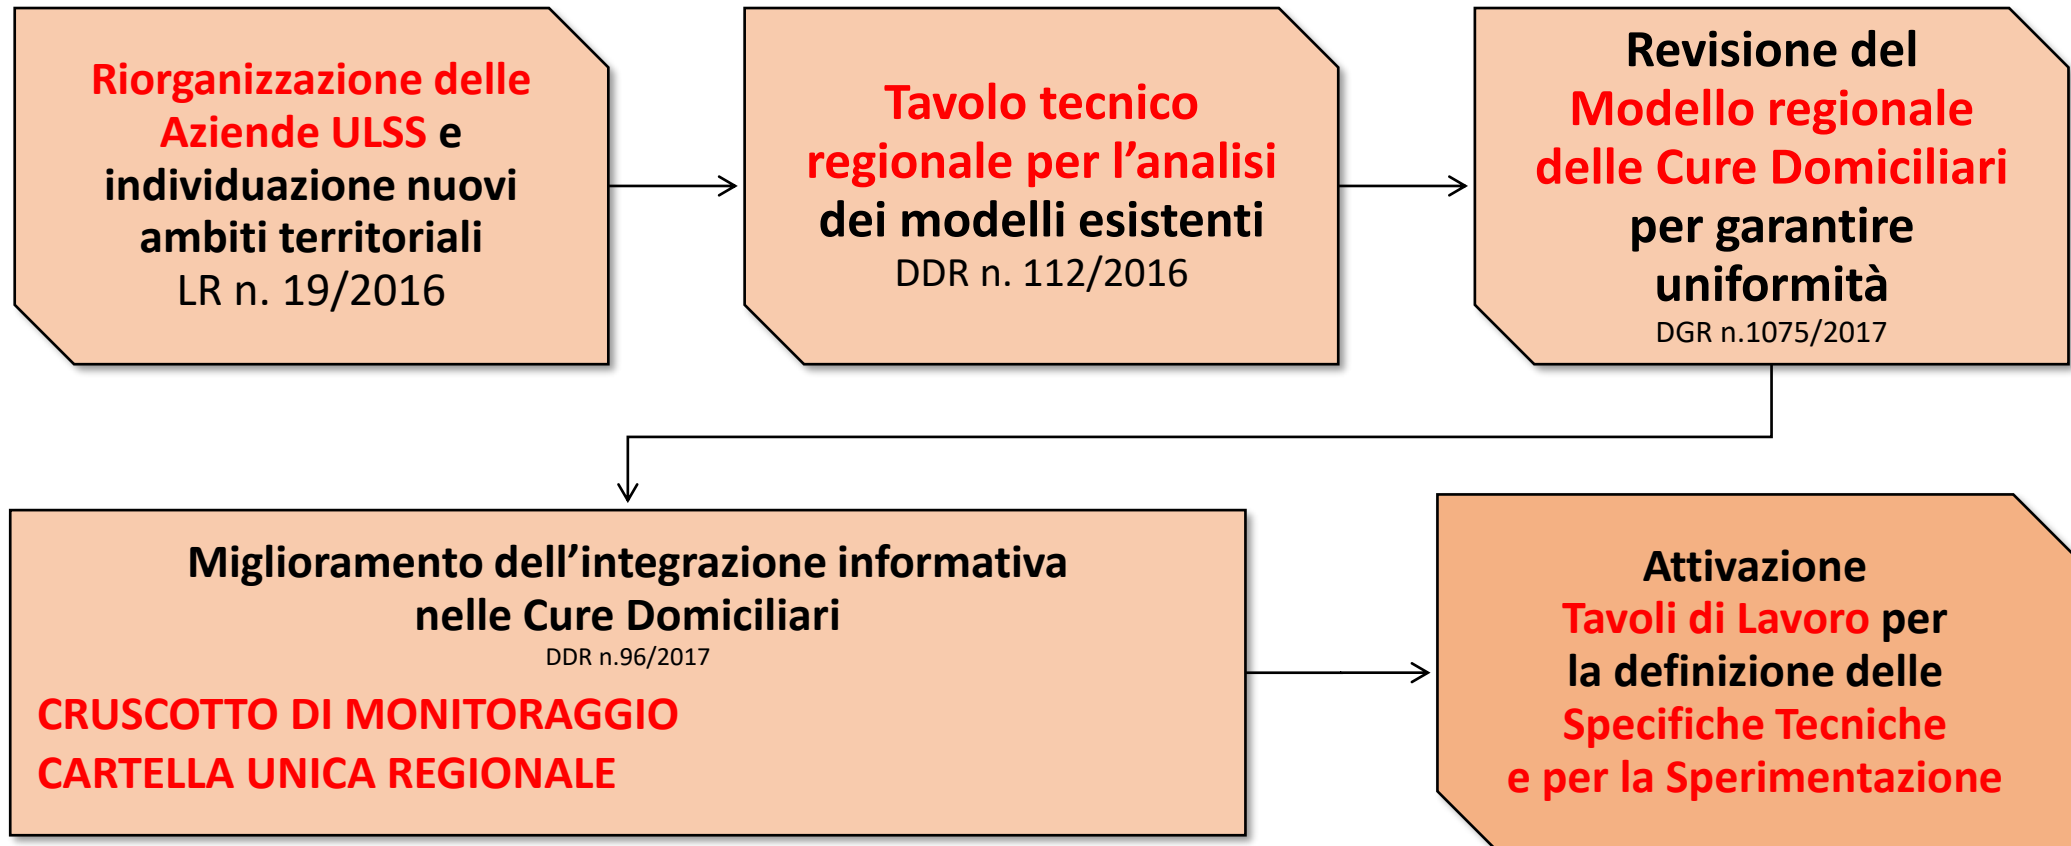 Riorganizzazione delle
Aziende ULSS e
individuazione nuovi
ambiti territoriali
LR n. 19/2016
Tavolo tecnico
regionale per l’analisi
dei modelli esistenti
DDR n. 112/2016
Revisione del
Modello regionale
delle Cure Domiciliari
per garantire
uniformità
DGR n.1075/2017
Miglioramento dell’integrazione informativa
nelle Cure Domiciliari
DDR n.96/2017
CRUSCOTTO DI MONITORAGGIO
CARTELLA UNICA REGIONALE
Attivazione
Tavoli di Lavoro per
la definizione delle
Specifiche Tecniche
e per la Sperimentazione